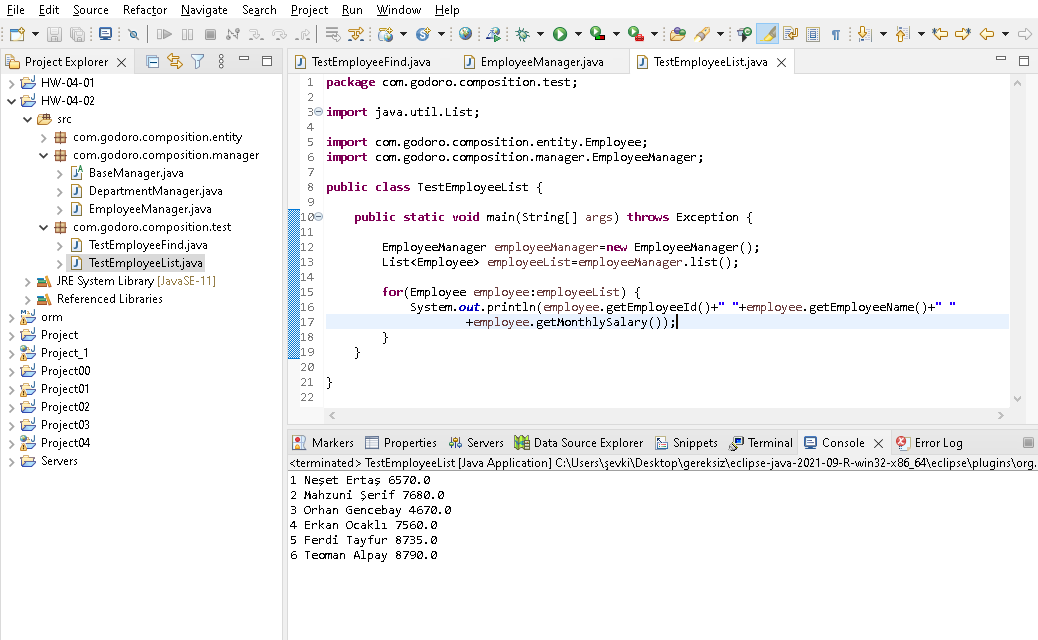 File Edit Source Refactor Navigate Search Project Run Window Help
Project Explorer
HW-04-01
HW-04-02
src
com.godoro.composition.entity
com.godoro.composition.manager
BaseManager.java
DepartmentManager.java
EmployeeManager.java
com.godoro.composition.test
TestEmployeeFind.java
TestEmployeeList.java
JRE System Library [JavaSE-11]
Referenced Libraries
orm
Project
Project_1
Project00
Project01
Project02
Project03
Project04
Servers
TestEmployeeFind.java EmployeeManager.java TestEmployeeList.java
1 package com.godoro.composition.test;
2
3 import java.util.List;
4
5 import com.godoro.composition.entity.Employee;
6 import com.godoro.composition.manager.EmployeeManager;
7
8 public class TestEmployeeList {
9
10 public static void main(String[] args) throws Exception {
11
12 EmployeeManager employeeManager=new EmployeeManager();
13 List<Employee> employeeList=employeeManager.list();
14
15 for(Employee employee:employeeList) {
16 System.out.println(employee.getEmployeeId()+" "+employee.getEmployeeName()+" "
17 +employee.getMonthlySalary());
18 }
19 }
20
21 }
22
Markers Properties Servers Data Source Explorer Snippets Terminal Console Error Log
<terminated> TestEmployeeList [Java Application] C:\Users\şevki\Desktop\gereksiz\eclipse-java-2021-09-R-win32-x86_64\eclipse\plugins\org.
1 Neşet Ertaş 6570.0
2 Mahzuni Şerif 7680.0
3 Orhan Gencebay 4670.0
4 Erkan Ocaklı 7560.0
5 Ferdi Tayfur 8735.0
6 Teoman Alpay 8790.0